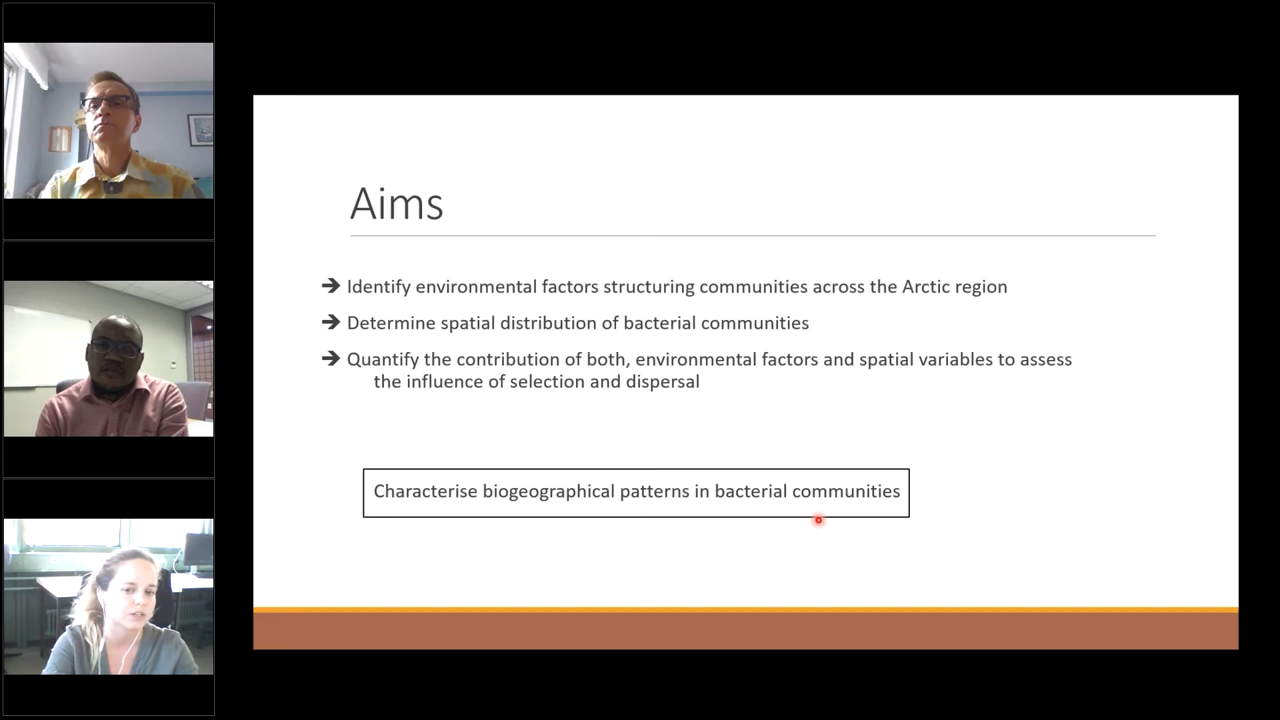 Aims
➔ Identify environmental factors structuring communities across the Arctic region
➔ Determine spatial distribution of bacterial communities
➔ Quantify the contribution of both, environmental factors and spatial variables to assess
the influence of selection and dispersal
Characterise biogeographical patterns in bacterial communities